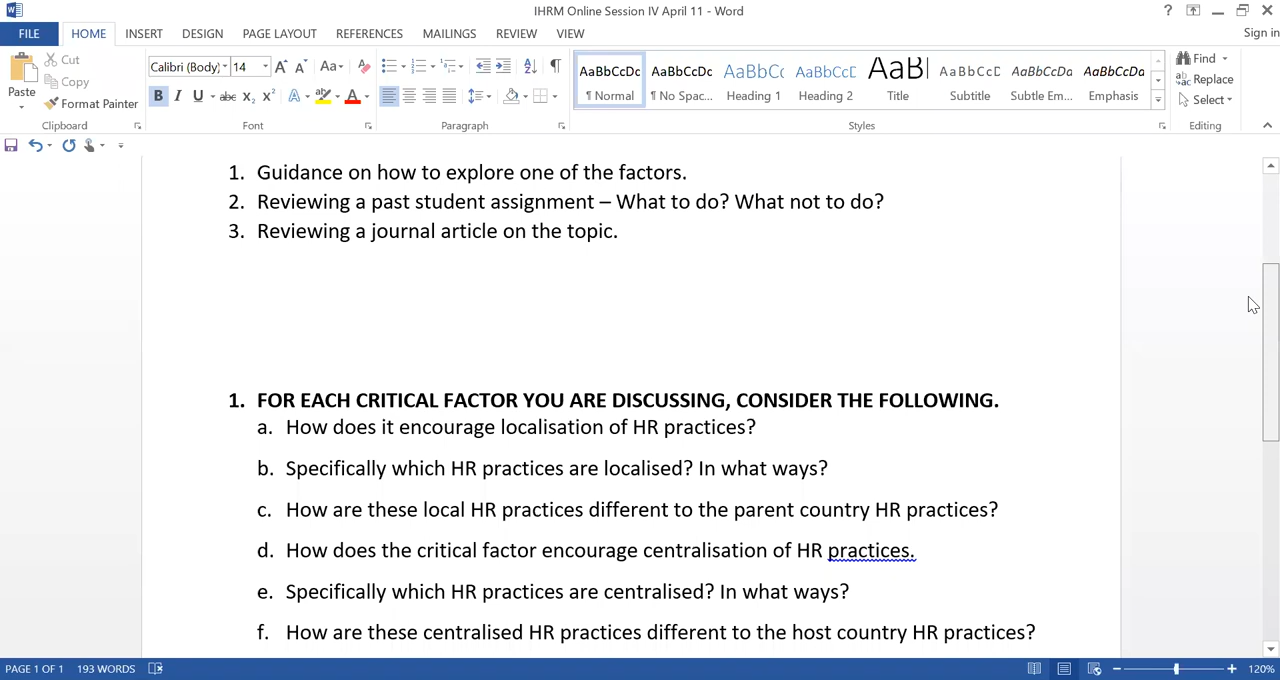 IHRM Online Session IV April 11 - Word
?
FILE HOME INSERT DESIGN PAGE LAYOUT REFERENCES MAILINGS REVIEW VIEW Sign in
Paste Cut Copy Format Painter
Calibri (Body) 14 Aa
B I U abc X2 X2 A A
AaBbCcDc AaBbCcDc AaBbCc AaBbCcD AaBl AaBbCcD AaBbCcDa AaBbCcDa
¶ Normal ¶ No Spac... Heading 1 Heading 2 Title Subtitle Subtle Em... Emphasis
Find Replace Select
Clipboard Font Paragraph Styles Editing
1. Guidance on how to explore one of the factors.
2. Reviewing a past student assignment – What to do? What not to do?
3. Reviewing a journal article on the topic.
1. FOR EACH CRITICAL FACTOR YOU ARE DISCUSSING, CONSIDER THE FOLLOWING.
a. How does it encourage localisation of HR practices?
b. Specifically which HR practices are localised? In what ways?
c. How are these local HR practices different to the parent country HR practices?
d. How does the critical factor encourage centralisation of HR practices.
e. Specifically which HR practices are centralised? In what ways?
f. How are these centralised HR practices different to the host country HR practices?
PAGE 1 OF 1 193 WORDS 120%